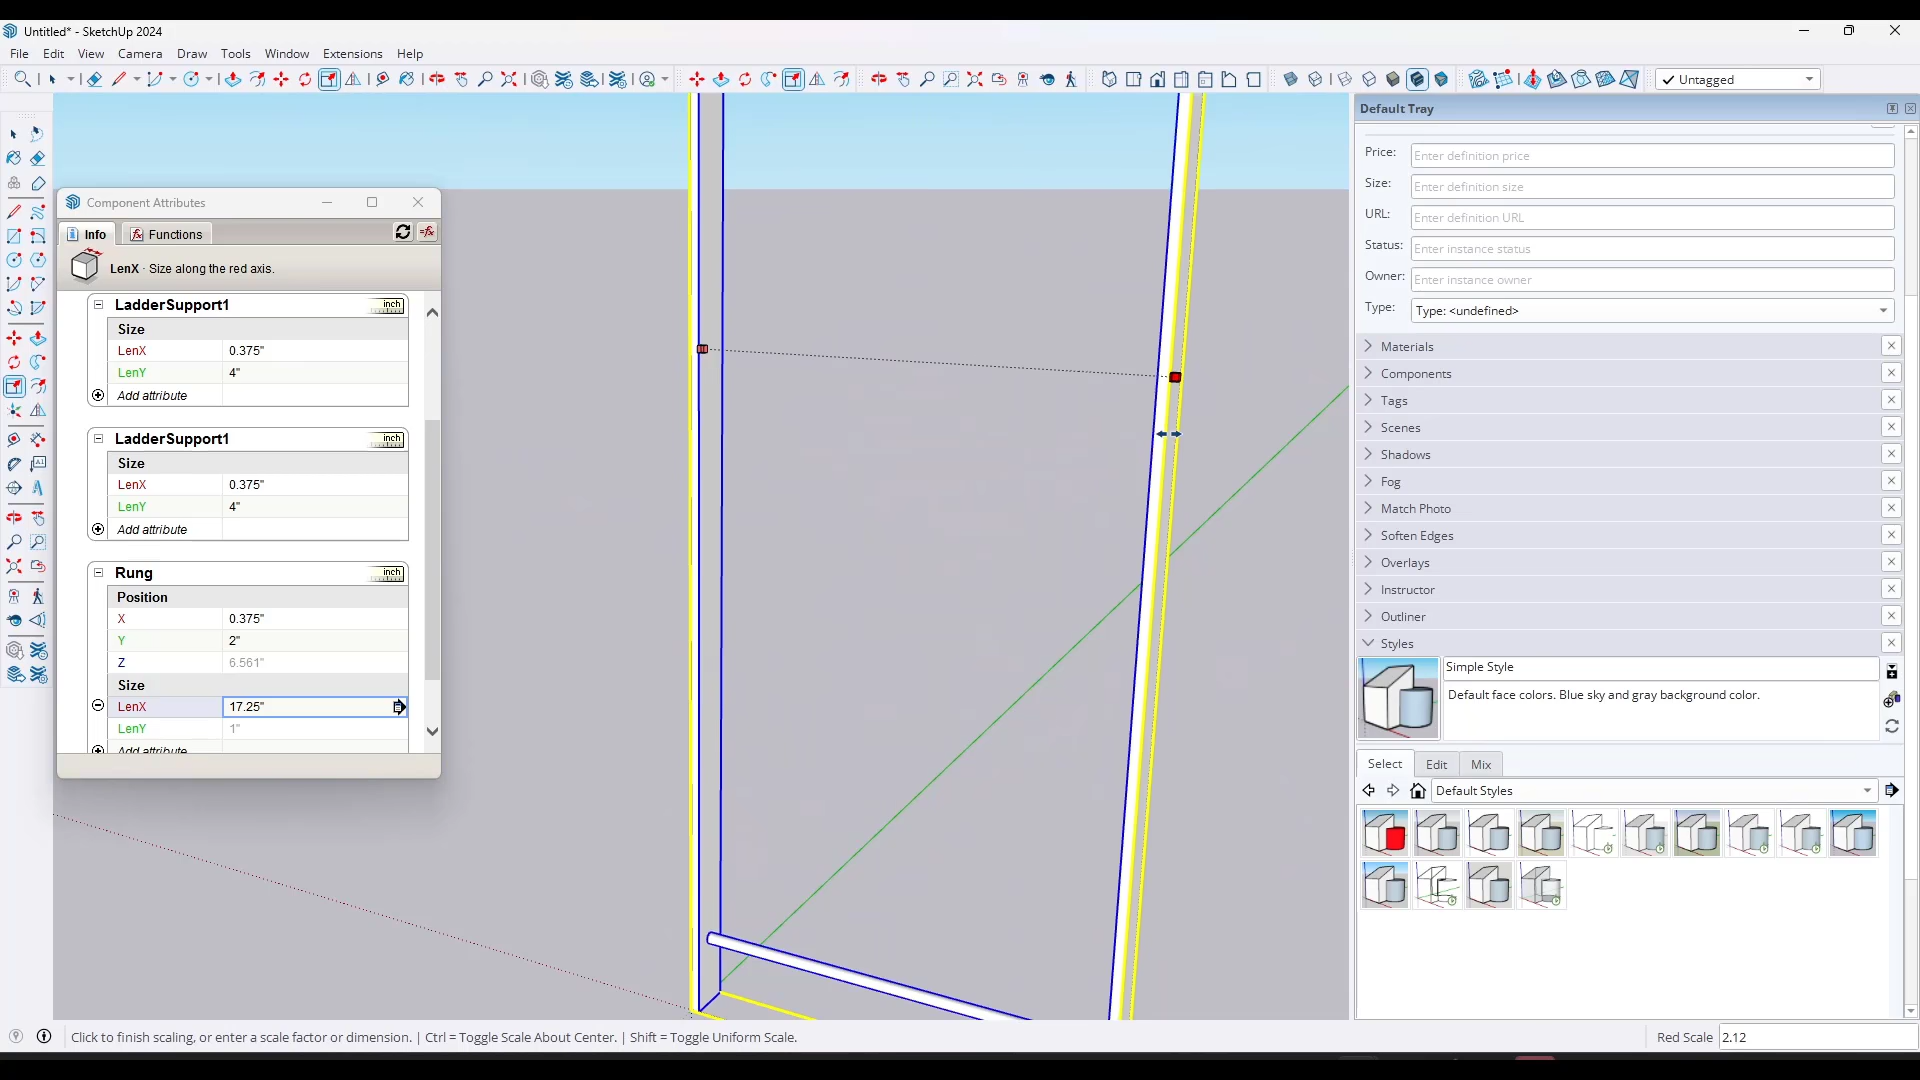 Untitled* - SketchUp 2024
File Edit View Camera Draw Tools Window Extensions Help
Untagged
Default Tray
Price: Enter definition price
Size: Enter definition size
URL: Enter definition URL
Status: Enter instance status
Owner: Enter instance owner
Type: Type: <undefined>
Materials
Components
Tags
Scenes
Shadows
Fog
Match Photo
Soften Edges
Overlays
Instructor
Outliner
Styles
Simple Style
Default face colors. Blue sky and gray background color.
Select Edit Mix
Default Styles
Component Attributes
Info Functions
=fx
LenX · Size along the red axis.
LadderSupport1 inch
Size
LenX 0.375"
LenY 4"
Add attribute
LadderSupport1 inch
Size
LenX 0.375"
LenY 4"
Add attribute
Rung inch
Position
X 0.375"
Y 2"
Z 6.561"
Size
LenX 17.25"
LenY 1"
Add attribute
Click to finish scaling, or enter a scale factor or dimension. | Ctrl = Toggle Scale About Center. | Shift = Toggle Uniform Scale.
Red Scale 2.12